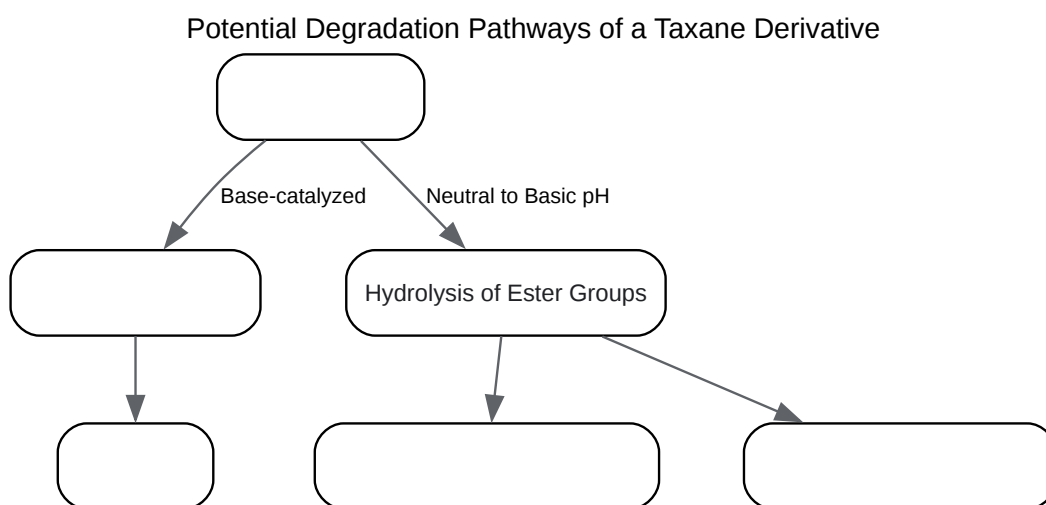 Potential Degradation Pathways of a Taxane Derivative
Base-catalyzed
Neutral to Basic pH
Hydrolysis of Ester Groups